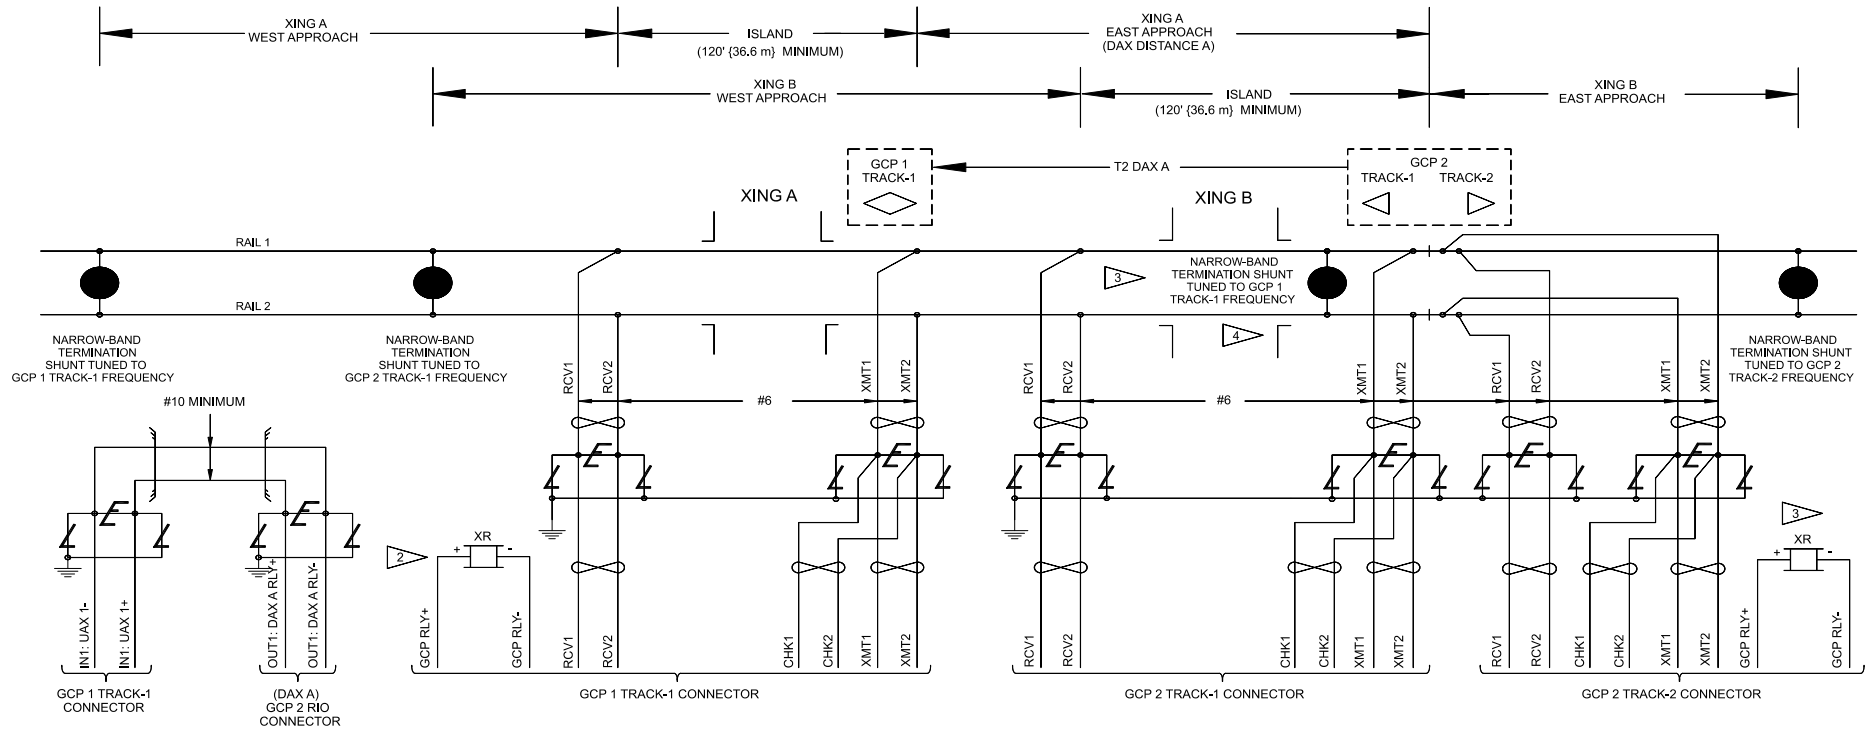 XING A
WEST APPROACH
ISLAND
(120' {36.6 m} MINIMUM)
XING A
EAST APPROACH
(DAX DISTANCE A)
XING B
WEST APPROACH
ISLAND
(120' {36.6 m} MINIMUM)
XING B
EAST APPROACH
GCP 1
TRACK-1
T2 DAX A
GCP 2
TRACK-1
TRACK-2
XING A
XING B
RAIL 1
RAIL 2
3
NARROW-BAND
TERMINATION SHUNT
TUNED TO GCP 1
TRACK-1 FREQUENCY
4
NARROW-BAND
TERMINATION
SHUNT TUNED TO
GCP 1 TRACK-1 FREQUENCY
NARROW-BAND
TERMINATION
SHUNT TUNED TO
GCP 2 TRACK-1 FREQUENCY
NARROW-BAND
TERMINATION SHUNT
TUNED TO GCP 2
TRACK-2 FREQUENCY
RCV1
RCV2
XMT1
XMT2
RCV1
RCV2
XMT1
XMT2
RCV1
RCV2
XMT1
XMT2
#10 MINIMUM
#6
#6
2
XR
+
-
3
XR
+
-
IN1: UAX 1-
IN1: UAX 1+
OUT1: DAX A RLY+
OUT1: DAX A RLY-
GCP RLY+
GCP RLY-
RCV1
RCV2
CHK1
CHK2
XMT1
XMT2
RCV1
RCV2
CHK1
CHK2
XMT1
XMT2
RCV1
RCV2
CHK1
CHK2
XMT1
XMT2
GCP RLY+
GCP RLY-
GCP 1 TRACK-1
CONNECTOR
(DAX A)
GCP 2 RIO
CONNECTOR
GCP 1 TRACK-1 CONNECTOR
GCP 2 TRACK-1 CONNECTOR
GCP 2 TRACK-2 CONNECTOR